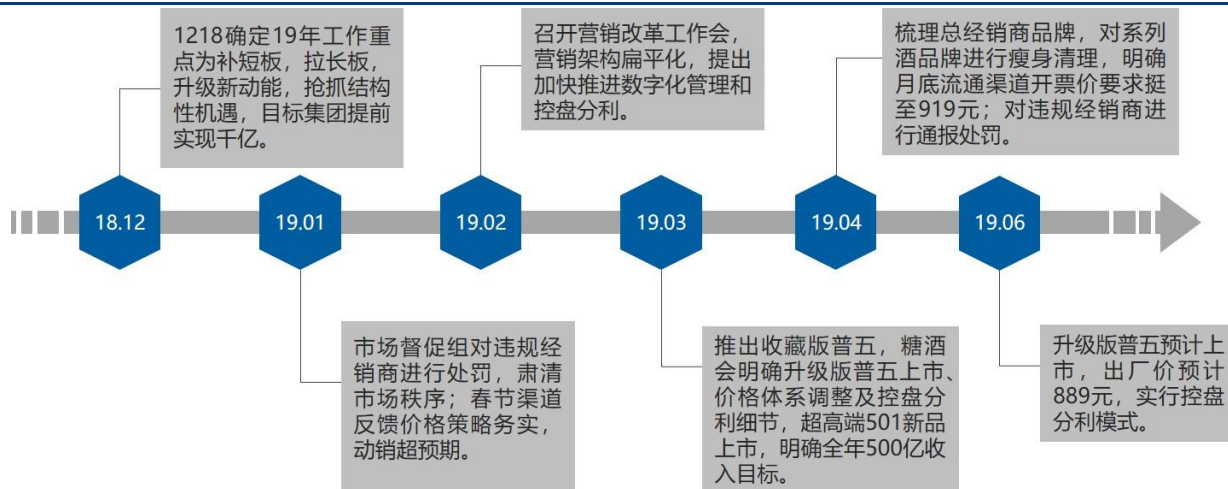 1218确定19年工作重
点为补短板，拉长板，
升级新动能，抢抓结构
性机遇，目标集团提前
实现千亿。
召开营销改革工作会，
营销架构扁平化，提出
加快推进数字化管理和
控盘分利。
梳理总经销商品牌，对系列
酒品牌进行瘦身清理，明确
月底流通渠道开票价要求挺
至919元；对违规经销商进
行通报处罚。
18.12
19.01
19.02
19.03
19.04
19.06
市场督促组对违规经
销商进行处罚，肃清
市场秩序；春节渠道
反馈价格策略务实，
动销超预期。
推出收藏版普五，糖酒
会明确升级版普五上市、
价格体系调整及控盘分
利细节，超高端501新品
上市，明确全年500亿收
入目标。
升级版普五预计上
市，出厂价预计
889元，实行控盘
分利模式。